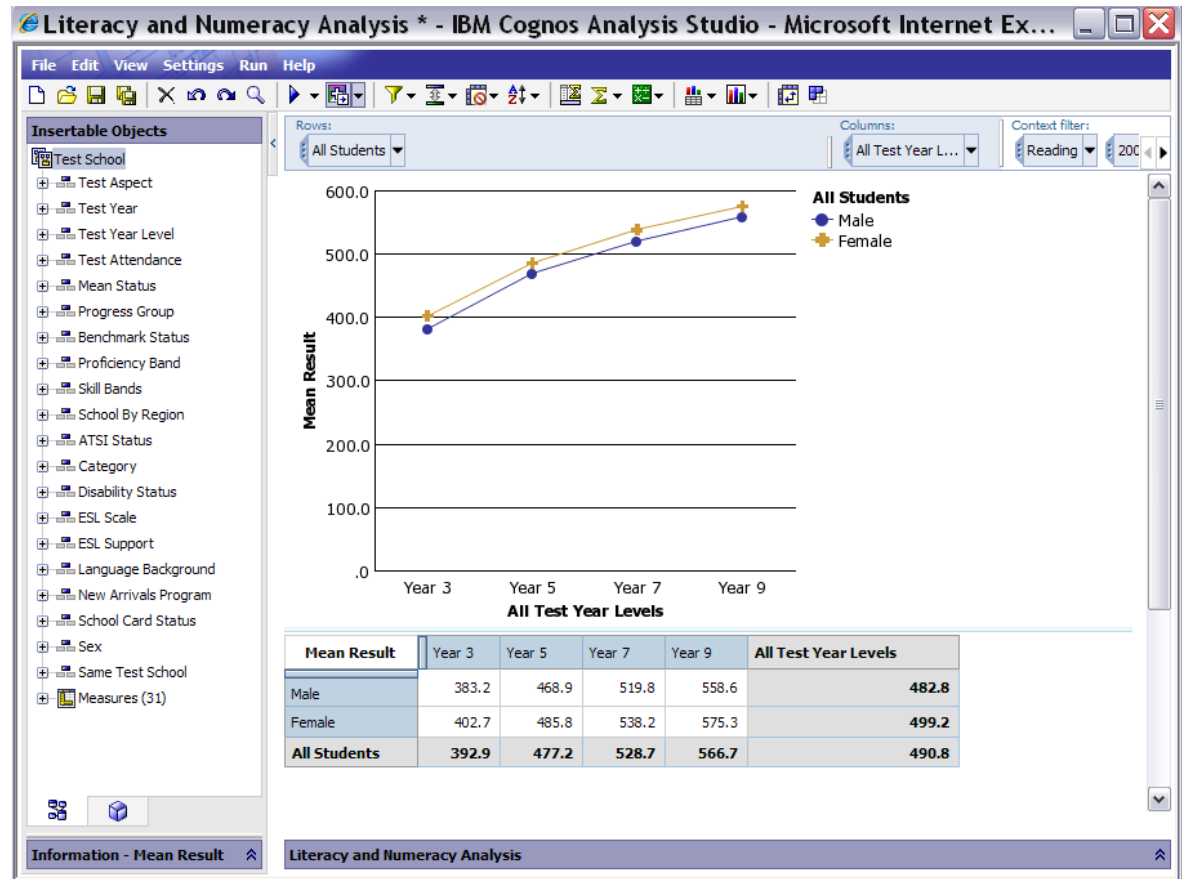 Literacy and Numeracy Analysis * - IBM Cognos Analysis Studio - Microsoft Internet Ex...
File Edit View Settings Run Help
Insertable Objects
Test School
Test Aspect
Test Year
Test Year Level
Test Attendance
Mean Status
Progress Group
Benchmark Status
Proficiency Band
Skill Bands
School By Region
ATSI Status
Category
Disability Status
ESL Scale
ESL Support
Language Background
New Arrivals Program
School Card Status
Sex
Same Test School
Measures (31)
Information - Mean Result
Rows: Columns: Context filter:
All Students All Test Year L... Reading 200
600.0
500.0
400.0
300.0
200.0
100.0
.0
Mean Result
Year 3 Year 5 Year 7 Year 9
All Test Year Levels
All Students
Male
Female
Mean Result Year 3 Year 5 Year 7 Year 9 All Test Year Levels
Male 383.2 468.9 519.8 558.6 482.8
Female 402.7 485.8 538.2 575.3 499.2
All Students 392.9 477.2 528.7 566.7 490.8
Literacy and Numeracy Analysis